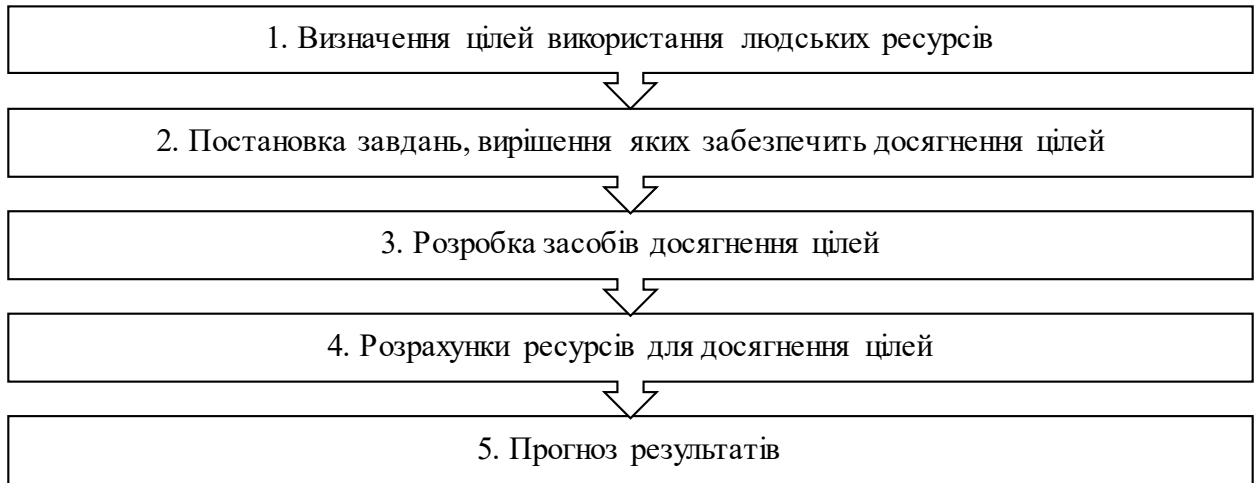 1. Визначення цілей використання людських ресурсів
2. Постановка завдань, вирішення яких забезпечить досягнення цілей
3. Розробка засобів досягнення цілей
4. Розрахунки ресурсів для досягнення цілей
5. Прогноз результатів